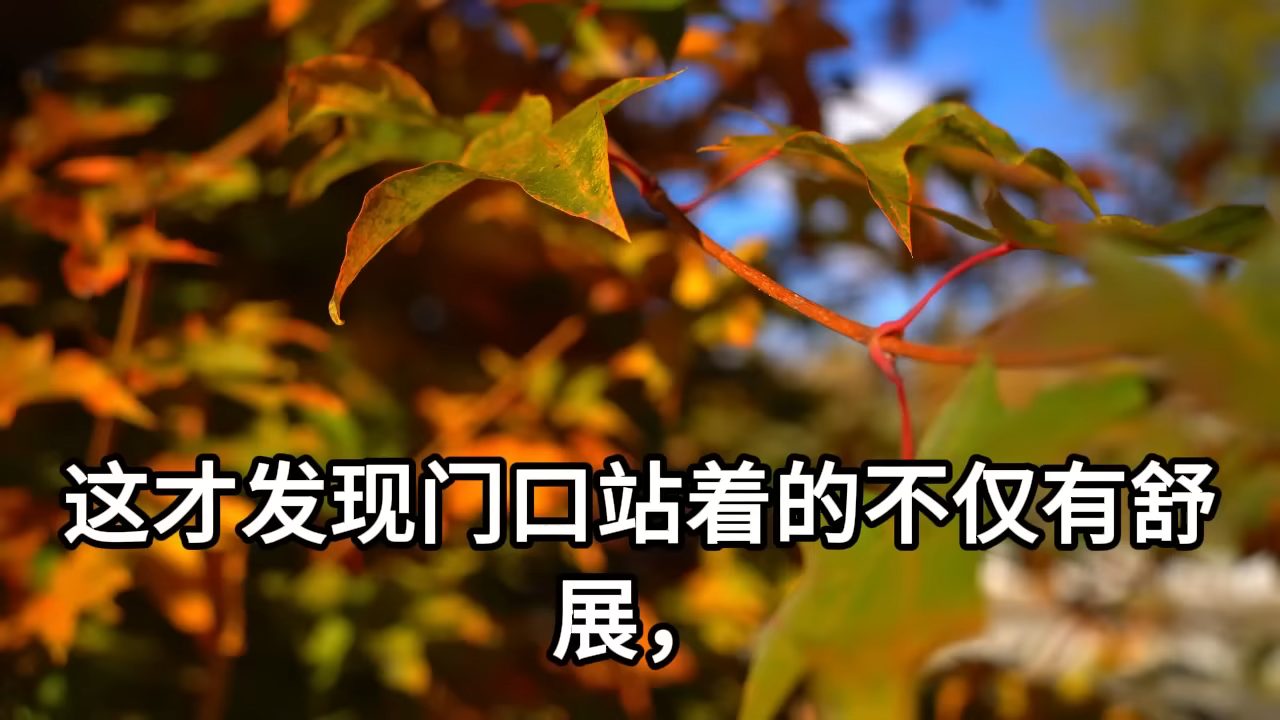 这才发现门口站着的不仅有舒
展，